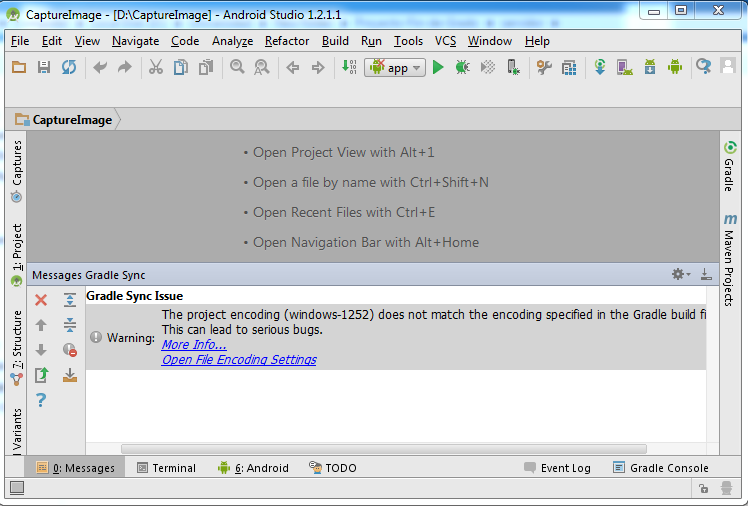 CaptureImage - [D:\CaptureImage] - Android Studio 1.2.1.1
File Edit View Navigate Code Analyze Refactor Build Run Tools VCS Window Help
app
CaptureImage
Captures
1: Project
7: Structure
Variants
• Open Project View with Alt+1
• Open a file by name with Ctrl+Shift+N
• Open Recent Files with Ctrl+E
• Open Navigation Bar with Alt+Home
Gradle
m
Maven Projects
Messages Gradle Sync
Gradle Sync Issue
Warning:
The project encoding (windows-1252) does not match the encoding specified in the Gradle build fi
This can lead to serious bugs.
More Info...
Open File Encoding Settings
0: Messages Terminal 6: Android TODO Event Log Gradle Console